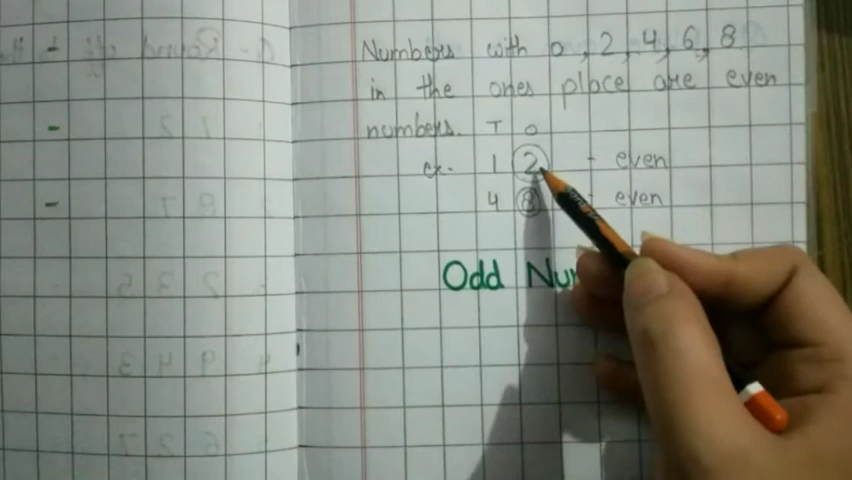 Numbers with 0, 2, 4, 6, 8
in the ones place are even
numbers. T O
ex. 1 2 - even
4 8 - even
Odd